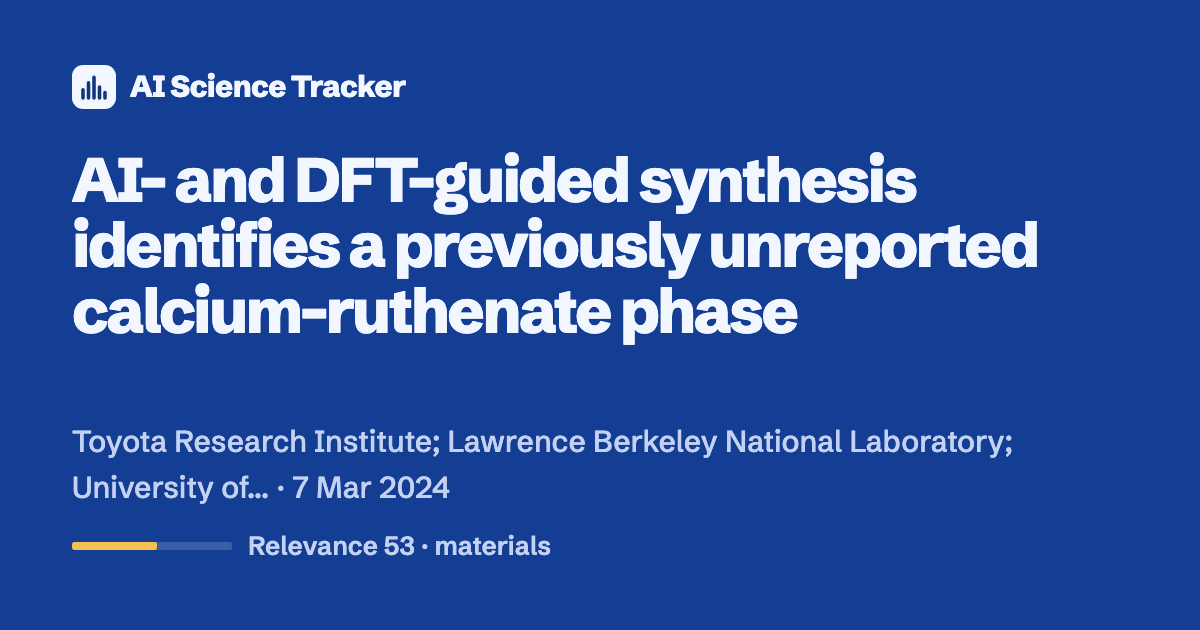 AI Science Tracker
AI- and DFT-guided synthesis
identifies a previously unreported
calcium-ruthenate phase
Toyota Research Institute; Lawrence Berkeley National Laboratory;
University of... · 7 Mar 2024
Relevance 53 · materials